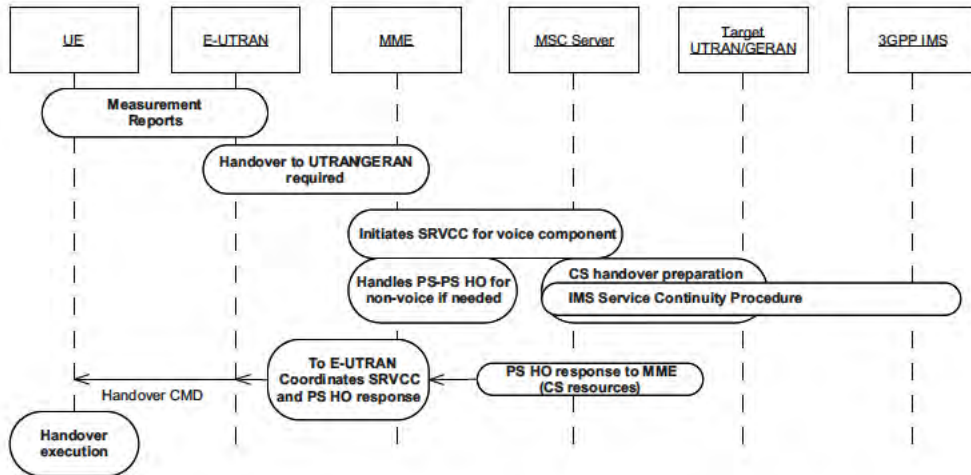 UE
E-UTRAN
MME
MSC Server
Target
UTRAN/GERAN
3GPP IMS
Measurement
Reports
Handover to UTRAN/GERAN
required
Initiates SRVCC for voice component
Handles PS-PS HO for
non-voice if needed
CS handover preparation
IMS Service Continuity Procedure
To E-UTRAN
Coordinates SRVCC
and PS HO response
PS HO response to MME
(CS resources)
Handover CMD
Handover
execution